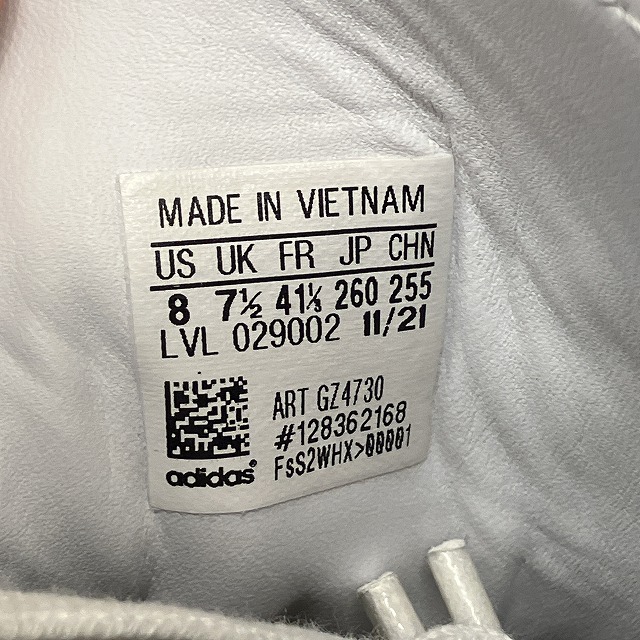 MADE IN VIETNAM
US UK FR JP CHN
8 7½ 41⅓ 260 255
LVL 029002 11/21
ART GZ4730
#128362168
FsS2WHX>00001
adidas®